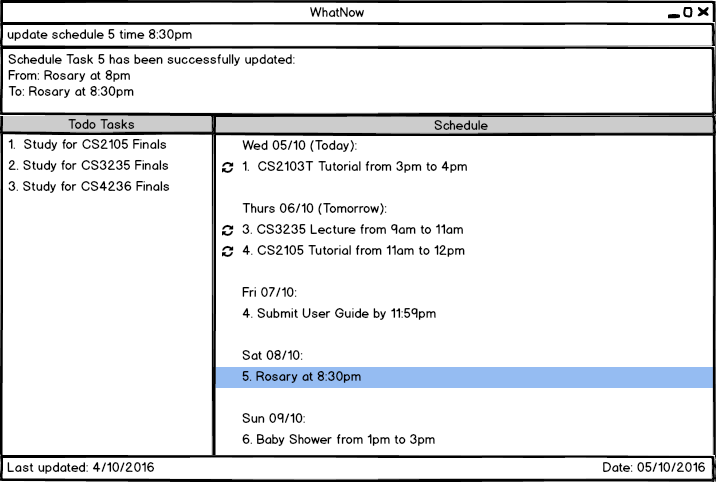 WhatNow
update schedule 5 time 8:30pm
Schedule Task 5 has been successfully updated:
From: Rosary at 8pm
To: Rosary at 8:30pm
Todo Tasks
1. Study for CS2105 Finals
2. Study for CS3235 Finals
3. Study for CS4236 Finals
Schedule
Wed 05/10 (Today):
1. CS2103T Tutorial from 3pm to 4pm
Thurs 06/10 (Tomorrow):
3. CS3235 Lecture from 9am to 11am
4. CS2105 Tutorial from 11am to 12pm
Fri 07/10:
4. Submit User Guide by 11:59pm
Sat 08/10:
5. Rosary at 8:30pm
Sun 09/10:
6. Baby Shower from 1pm to 3pm
Last updated: 4/10/2016
Date: 05/10/2016